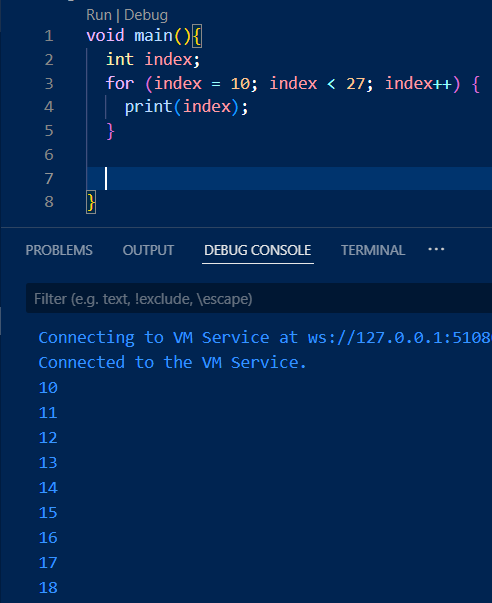 Run | Debug
1 void main(){
2 int index;
3 for (index = 10; index < 27; index++) {
4 print(index);
5 }
6
7
8 }
PROBLEMS OUTPUT DEBUG CONSOLE TERMINAL ···
Filter (e.g. text, !exclude, \escape)
Connecting to VM Service at ws://127.0.0.1:5108
Connected to the VM Service.
10
11
12
13
14
15
16
17
18